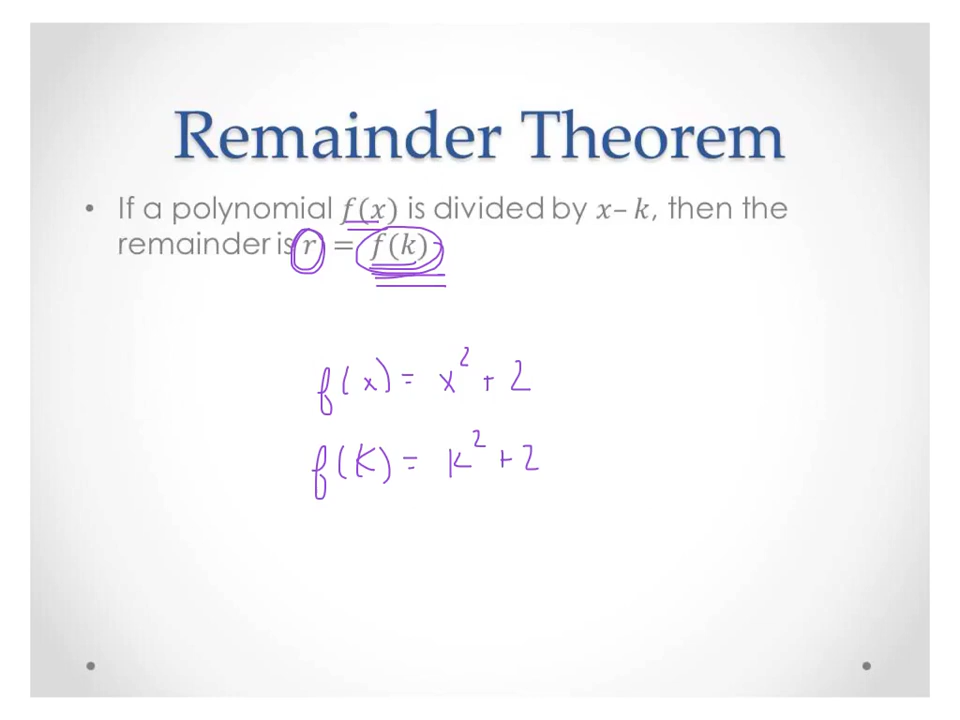 Remainder Theorem
• If a polynomial f(x) is divided by x– k, then the
remainder is r = f(k).
f(x) = x² + 2
f(k) = k² + 2